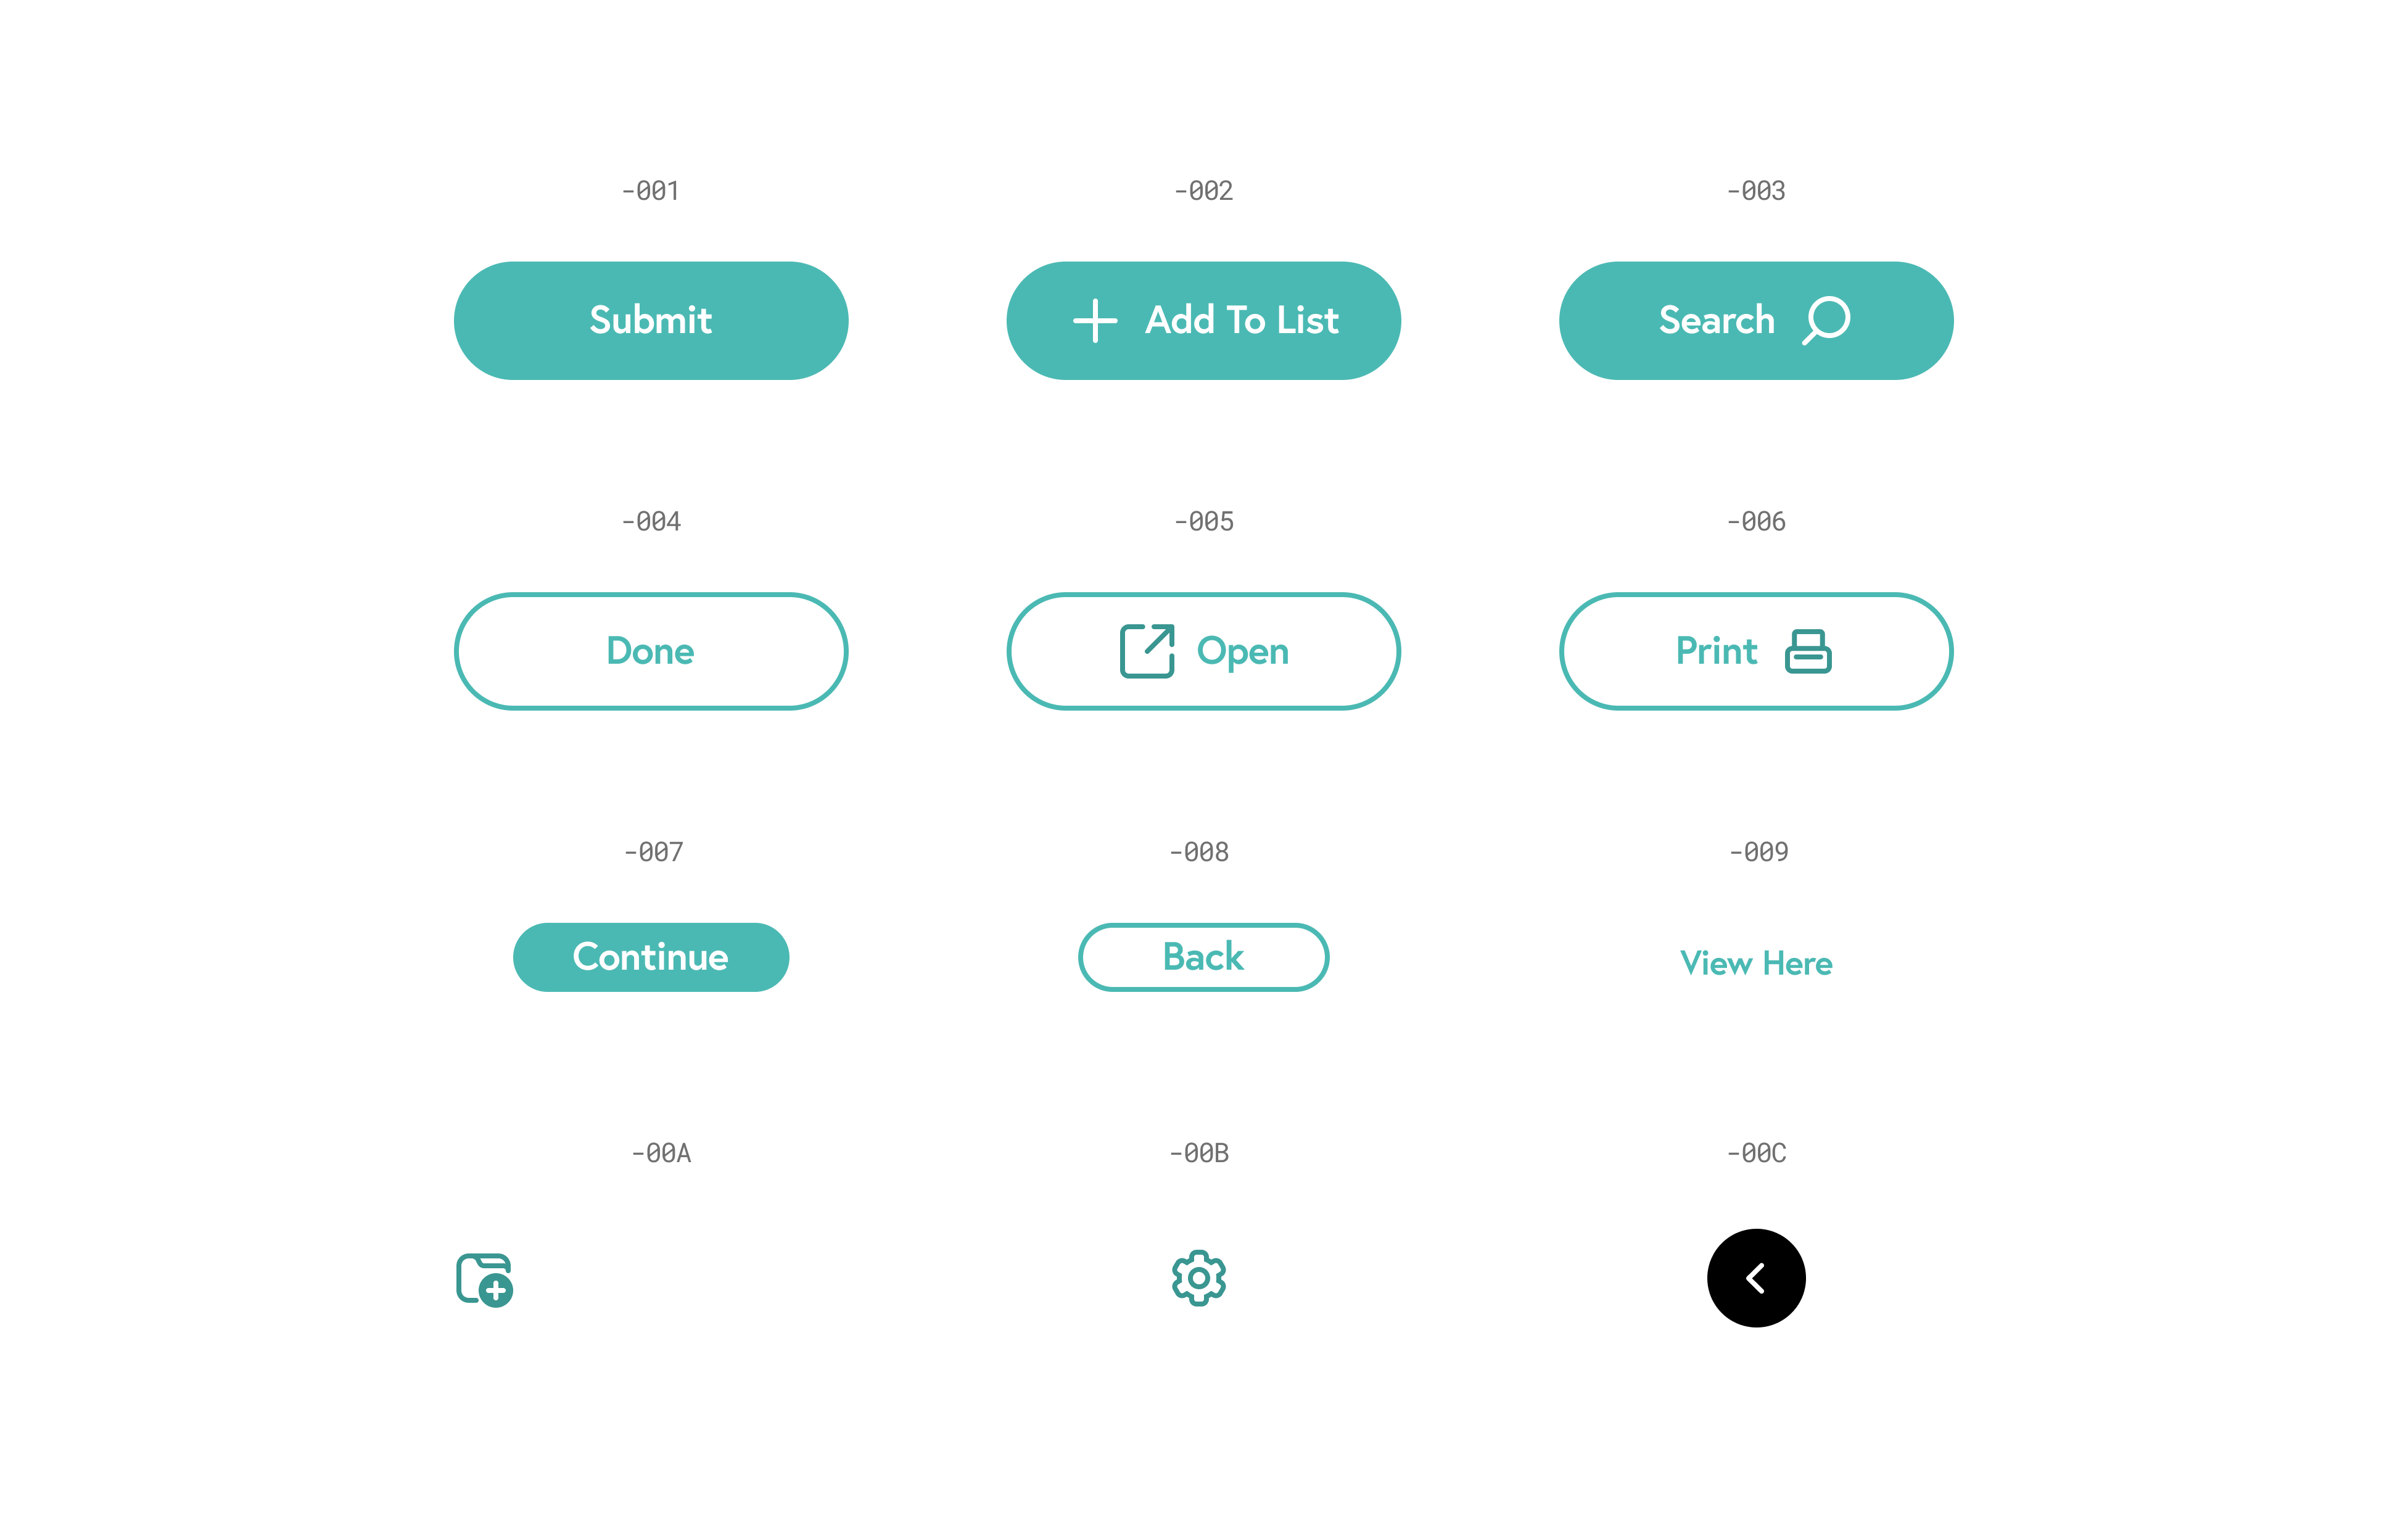 -001
-002
-003
Submit
Add To List
Search
-004
-005
-006
Done
Open
Print
-007
-008
-009
Continue
Back
View Here
-00A
-00B
-00C